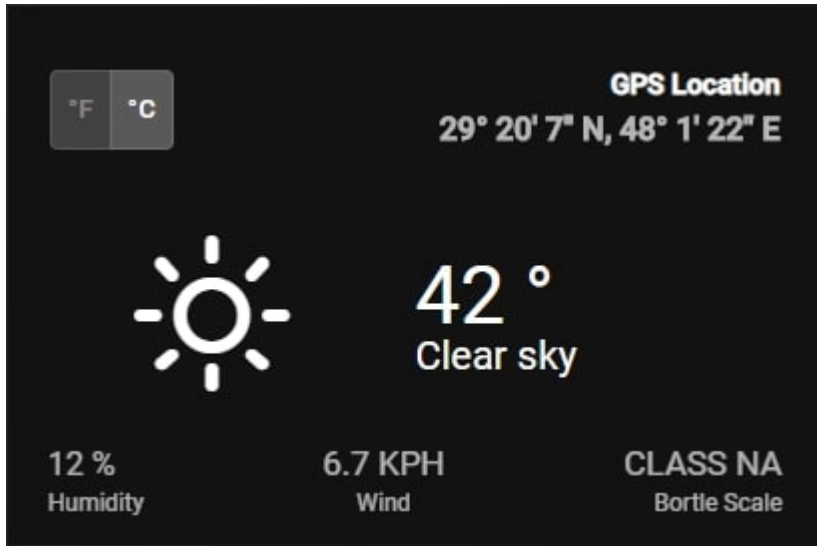 °F °C
GPS Location
29° 20' 7" N, 48° 1' 22" E
42 °
Clear sky
12 % 6.7 KPH CLASS NA
Humidity Wind Bortle Scale